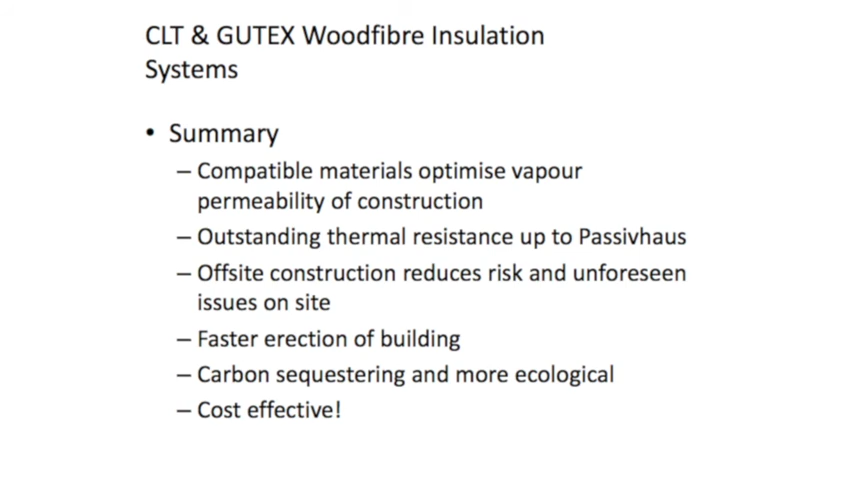 CLT & GUTEX Woodfibre Insulation
Systems
• Summary
– Compatible materials optimise vapour
permeability of construction
– Outstanding thermal resistance up to Passivhaus
– Offsite construction reduces risk and unforeseen
issues on site
– Faster erection of building
– Carbon sequestering and more ecological
– Cost effective!